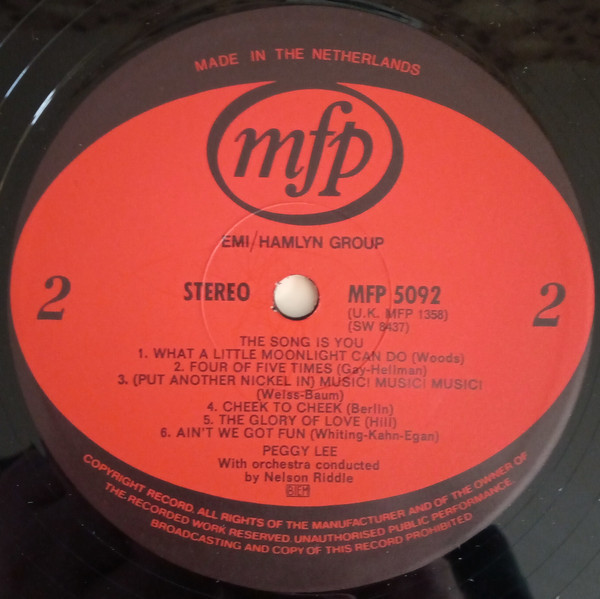 MADE IN THE NETHERLANDS
mfp
EMI/HAMLYN GROUP
2
STEREO
MFP 5092
2
(U.K. MFP 1358)
(SW 8437)
THE SONG IS YOU
1. WHAT A LITTLE MOONLIGHT CAN DO (Woods)
2. FOUR OF FIVE TIMES (Gay-Hellman)
3. (PUT ANOTHER NICKEL IN) MUSIC! MUSIC! MUSIC!
(Weiss-Baum)
4. CHEEK TO CHEEK (Berlin)
5. THE GLORY OF LOVE (Hill)
6. AIN'T WE GOT FUN (Whiting-Kahn-Egan)
PEGGY LEE
With orchestra conducted
by Nelson Riddle
BIEM
COPYRIGHT RECORD. ALL RIGHTS OF THE MANUFACTURER AND OF THE OWNER OF
THE RECORDED WORK RESERVED. UNAUTHORISED PUBLIC PERFORMANCE,
BROADCASTING AND COPY OF THIS RECORD PROHIBITED.